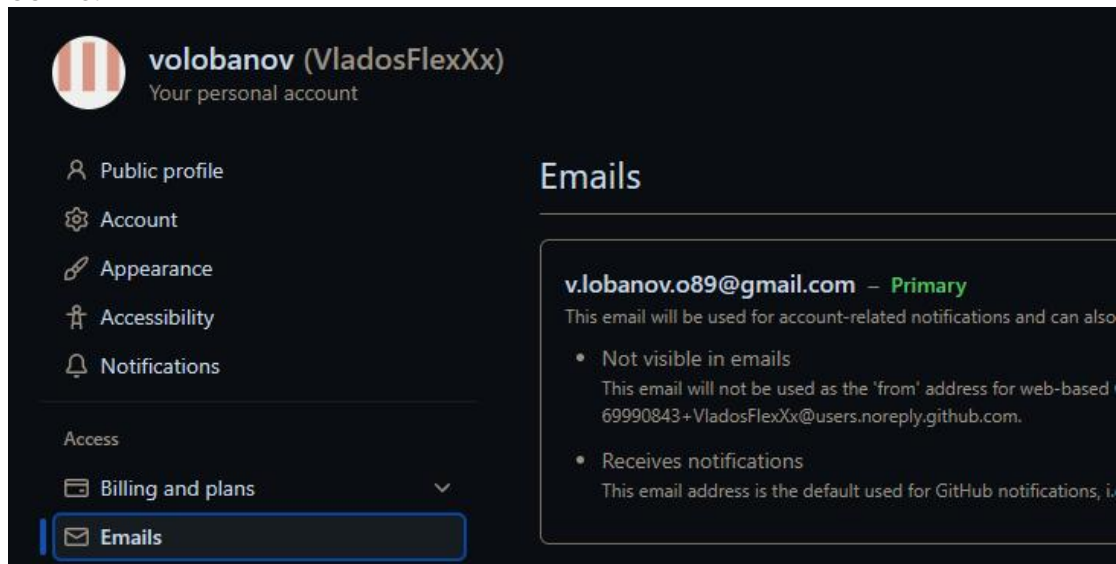 volobanov (VladosFlexXx)
Your personal account
Public profile
Account
Appearance
Accessibility
Notifications
Access
Billing and plans
Emails
Emails
v.lobanov.o89@gmail.com – Primary
This email will be used for account-related notifications and can also
• Not visible in emails
This email will not be used as the 'from' address for web-based
69990843+VladosFlexXx@users.noreply.github.com.
• Receives notifications
This email address is the default used for GitHub notifications, i.